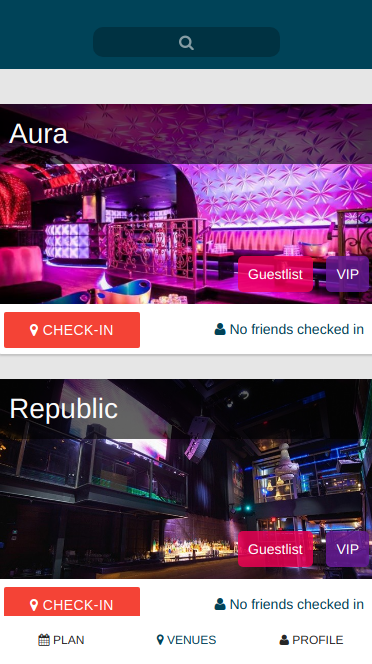 Aura
Guestlist VIP
CHECK-IN No friends checked in
Republic
Guestlist VIP
CHECK-IN No friends checked in
PLAN VENUES PROFILE